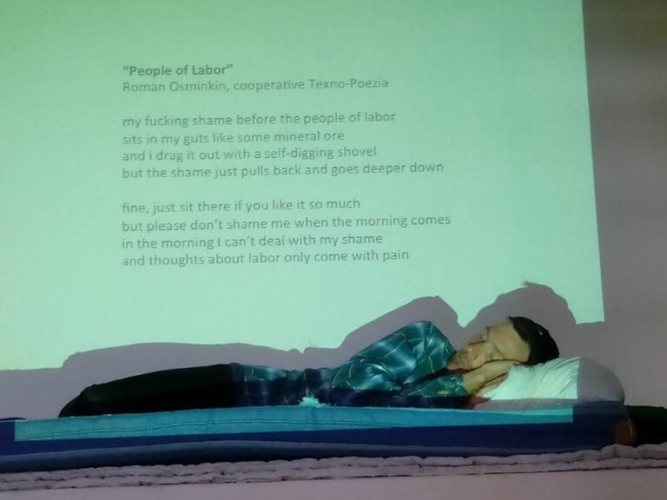 “People of Labor”
Roman Osminkin, cooperative Texno-Poezia
my fucking shame before the people of labor
sits in my guts like some mineral ore
and i drag it out with a self-digging shovel
but the shame just pulls back and goes deeper down
fine, just sit there if you like it so much
but please don’t shame me when the morning comes
in the morning I can’t deal with my shame
and thoughts about labor only come with pain